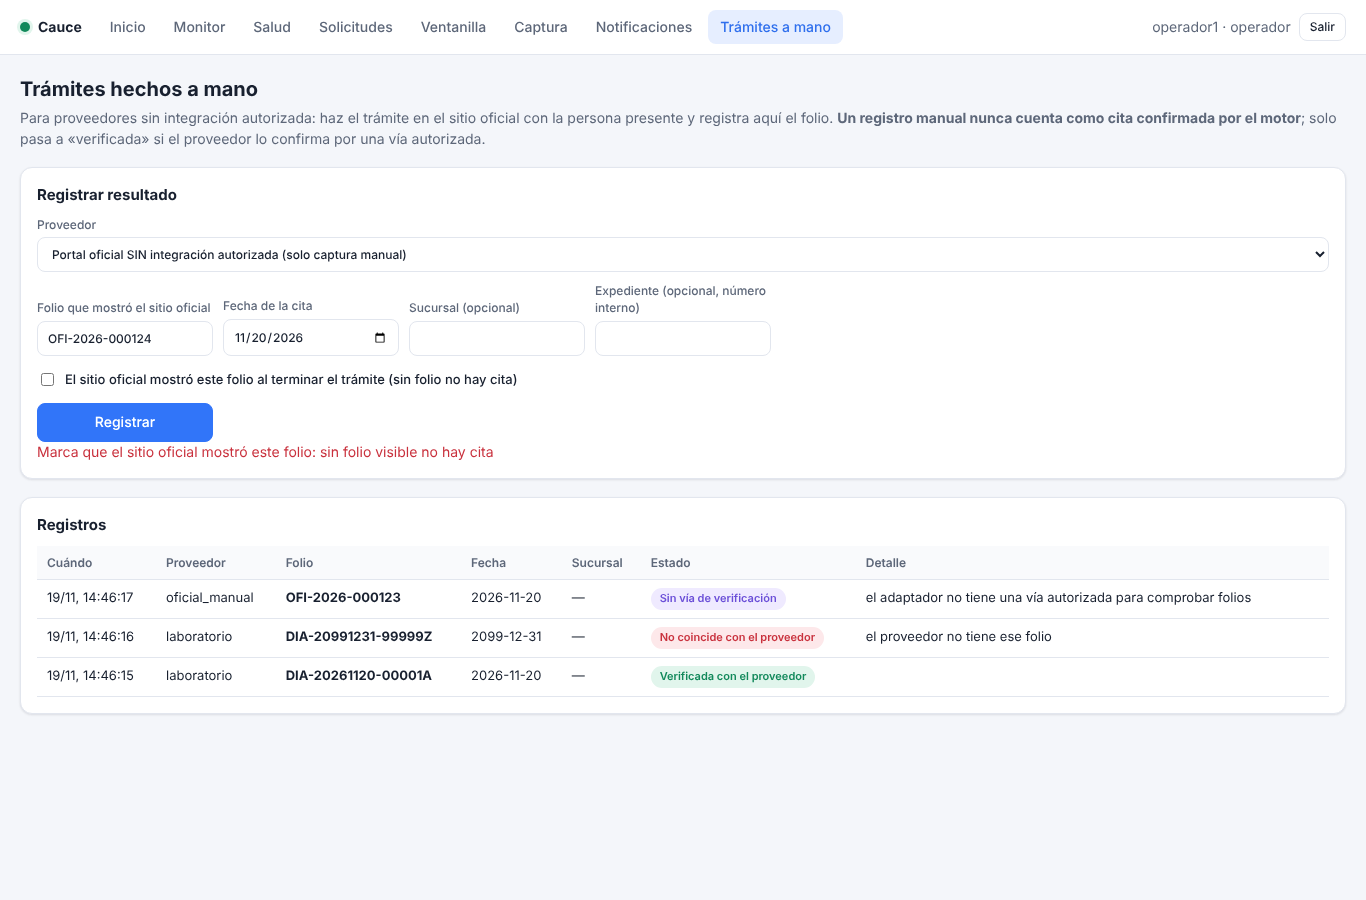 Cauce Inicio Monitor Salud Solicitudes Ventanilla Captura Notificaciones Trámites a mano operador1 · operador Salir
Trámites hechos a mano
Para proveedores sin integración autorizada: haz el trámite en el sitio oficial con la persona presente y registra aquí el folio. Un registro manual nunca cuenta como cita confirmada por el motor; solo
pasa a «verificada» si el proveedor lo confirma por una vía autorizada.
Registrar resultado
Proveedor
Portal oficial SIN integración autorizada (solo captura manual)
Folio que mostró el sitio oficial Fecha de la cita Sucursal (opcional) Expediente (opcional, número
interno)
OFI-2026-000124 11/20/2026
El sitio oficial mostró este folio al terminar el trámite (sin folio no hay cita)
Registrar
Marca que el sitio oficial mostró este folio: sin folio visible no hay cita
Registros
Cuándo Proveedor Folio Fecha Sucursal Estado Detalle
19/11, 14:46:17 oficial_manual OFI-2026-000123 2026-11-20 — Sin vía de verificación el adaptador no tiene una vía autorizada para comprobar folios
19/11, 14:46:16 laboratorio DIA-20991231-99999Z 2099-12-31 — No coincide con el proveedor el proveedor no tiene ese folio
19/11, 14:46:15 laboratorio DIA-20261120-00001A 2026-11-20 — Verificada con el proveedor